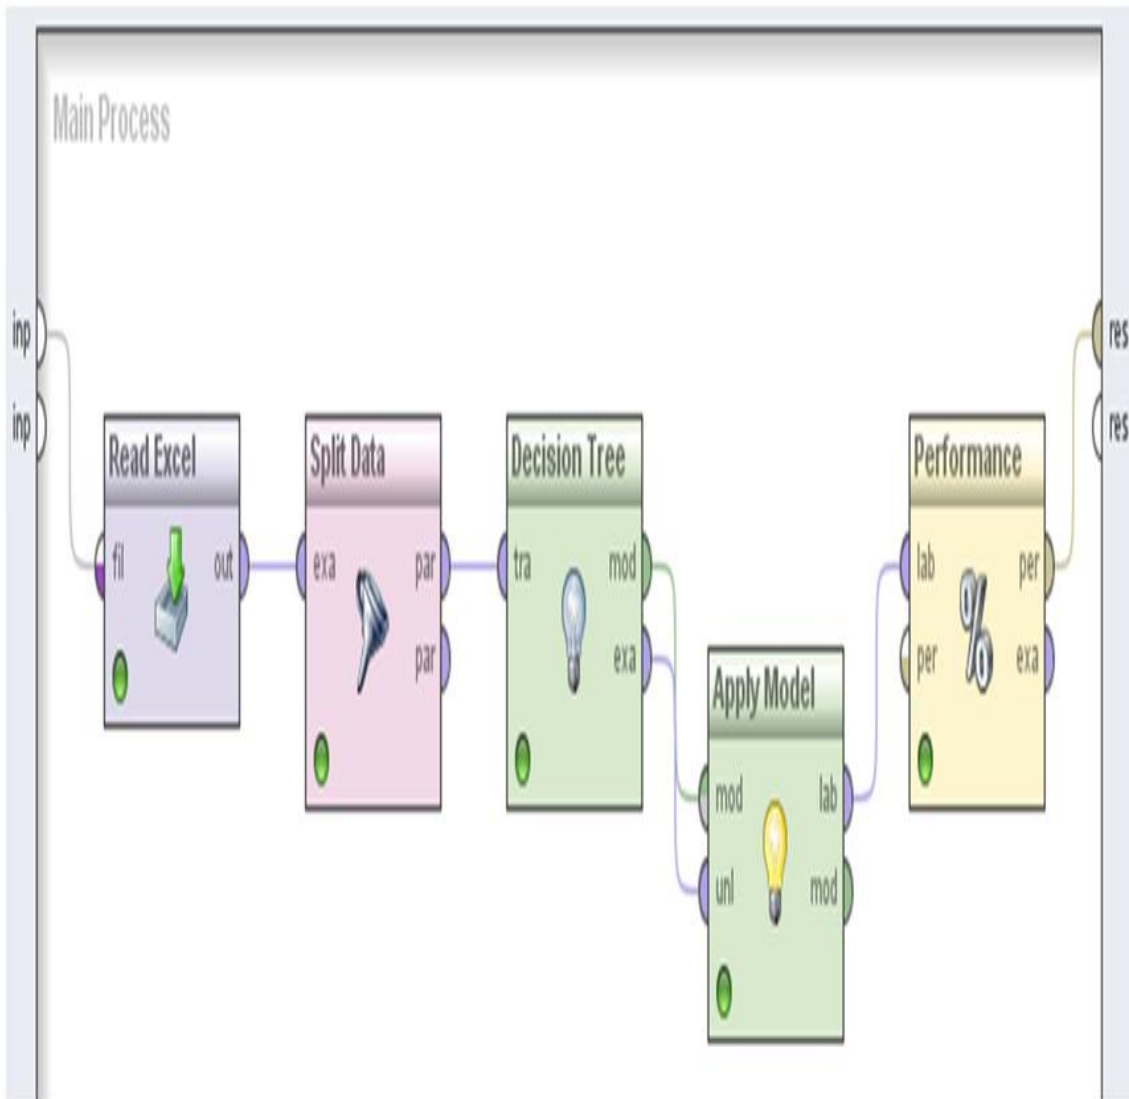 Main Process
inp
res
inp
res
Read Excel
fil
out
Split Data
exa
par
par
Decision Tree
tra
mod
exa
Apply Model
mod
lab
unl
mod
Performance
lab
per
per
exa